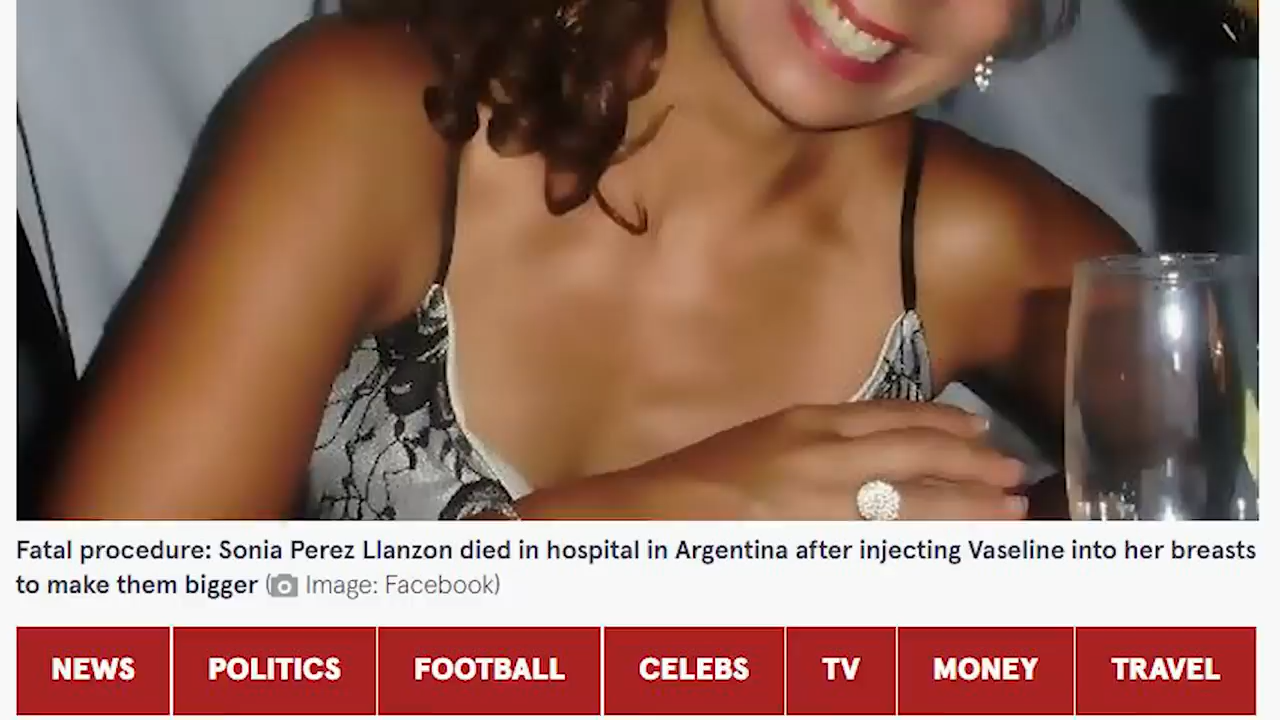 Fatal procedure: Sonia Perez Llanzon died in hospital in Argentina after injecting Vaseline into her breasts
to make them bigger (Image: Facebook)
NEWS POLITICS FOOTBALL CELEBS TV MONEY TRAVEL